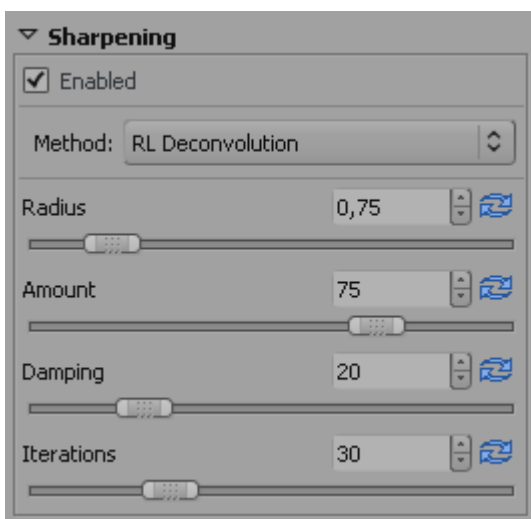 Sharpening
Enabled
Method: RL Deconvolution
Radius 0,75
Amount 75
Damping 20
Iterations 30